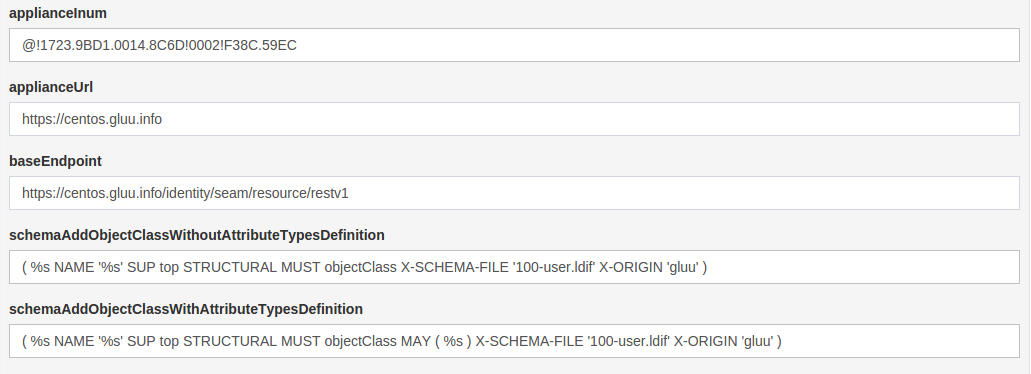 applianceInum
@!1723.9BD1.0014.8C6D!0002!F38C.59EC
applianceUrl
https://centos.gluu.info
baseEndpoint
https://centos.gluu.info/identity/seam/resource/restv1
schemaAddObjectClassWithoutAttributeTypesDefinition
( %s NAME '%s' SUP top STRUCTURAL MUST objectClass X-SCHEMA-FILE '100-user.ldif' X-ORIGIN 'gluu' )
schemaAddObjectClassWithAttributeTypesDefinition
( %s NAME '%s' SUP top STRUCTURAL MUST objectClass MAY ( %s ) X-SCHEMA-FILE '100-user.ldif' X-ORIGIN 'gluu' )